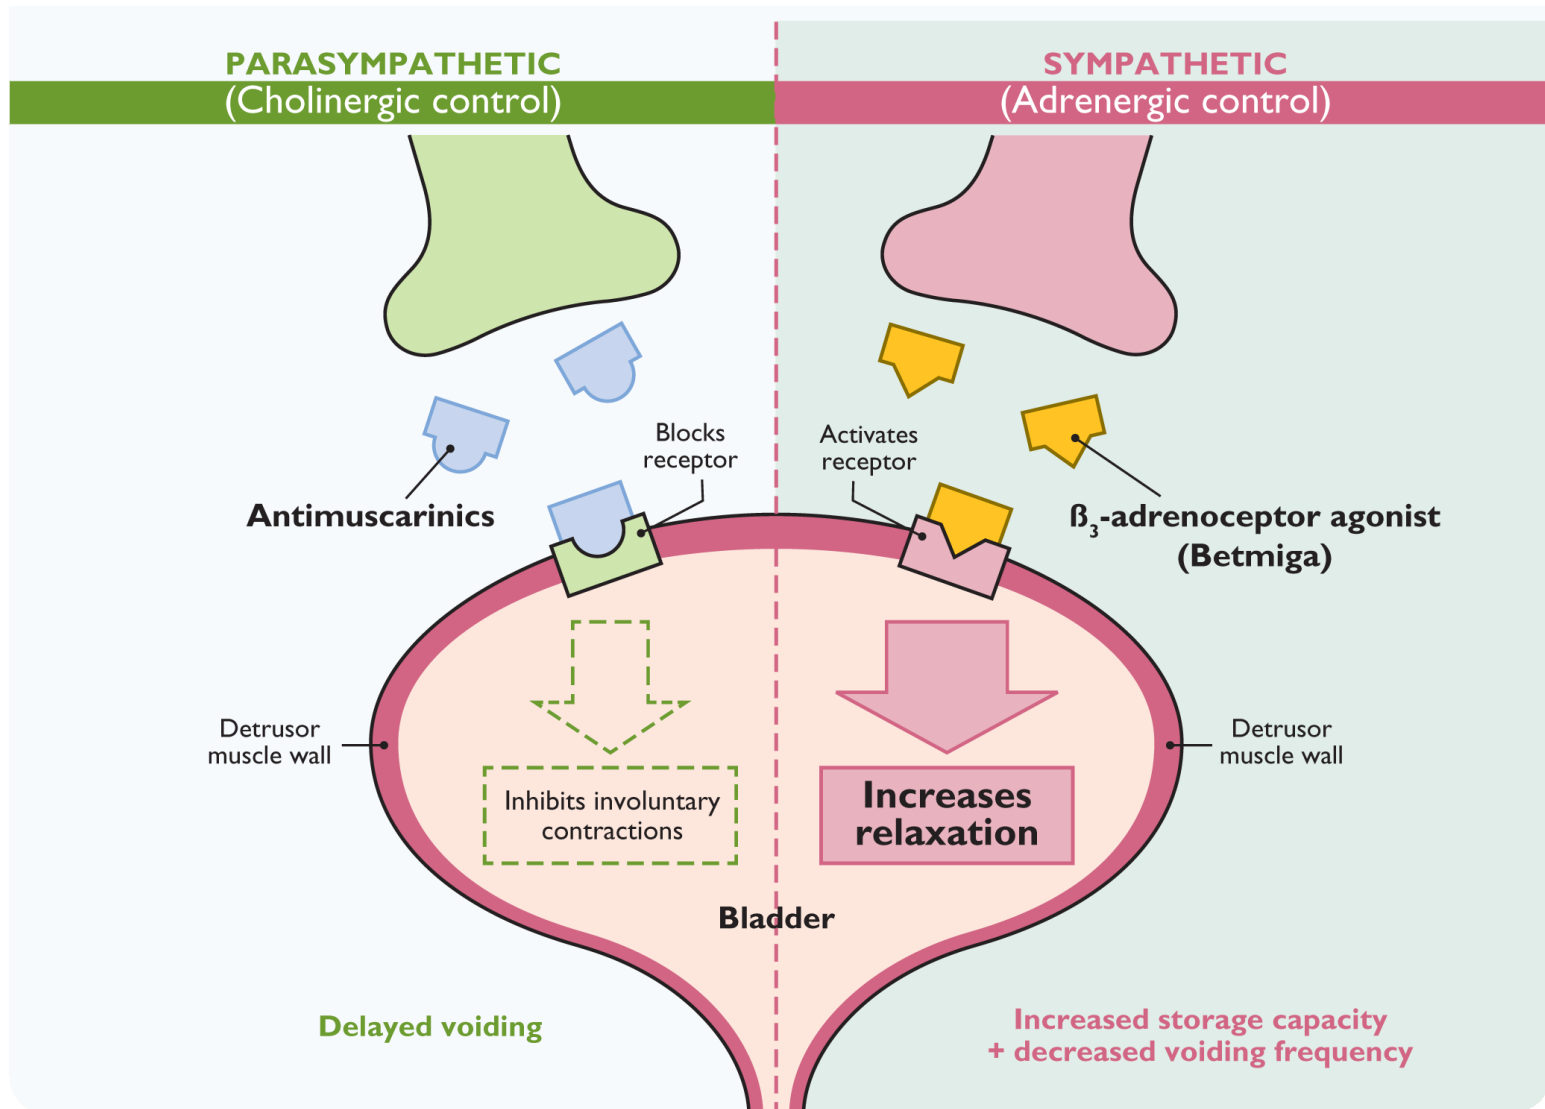 PARASYMPATHETIC
(Cholinergic control)
SYMPATHETIC
(Adrenergic control)
Blocks
receptor
Activates
receptor
Antimuscarinics
ß₃-adrenoceptor agonist
(Betmiga)
Detrusor
muscle wall
Inhibits involuntary
contractions
Increases
relaxation
Detrusor
muscle wall
Bladder
Delayed voiding
Increased storage capacity
+ decreased voiding frequency